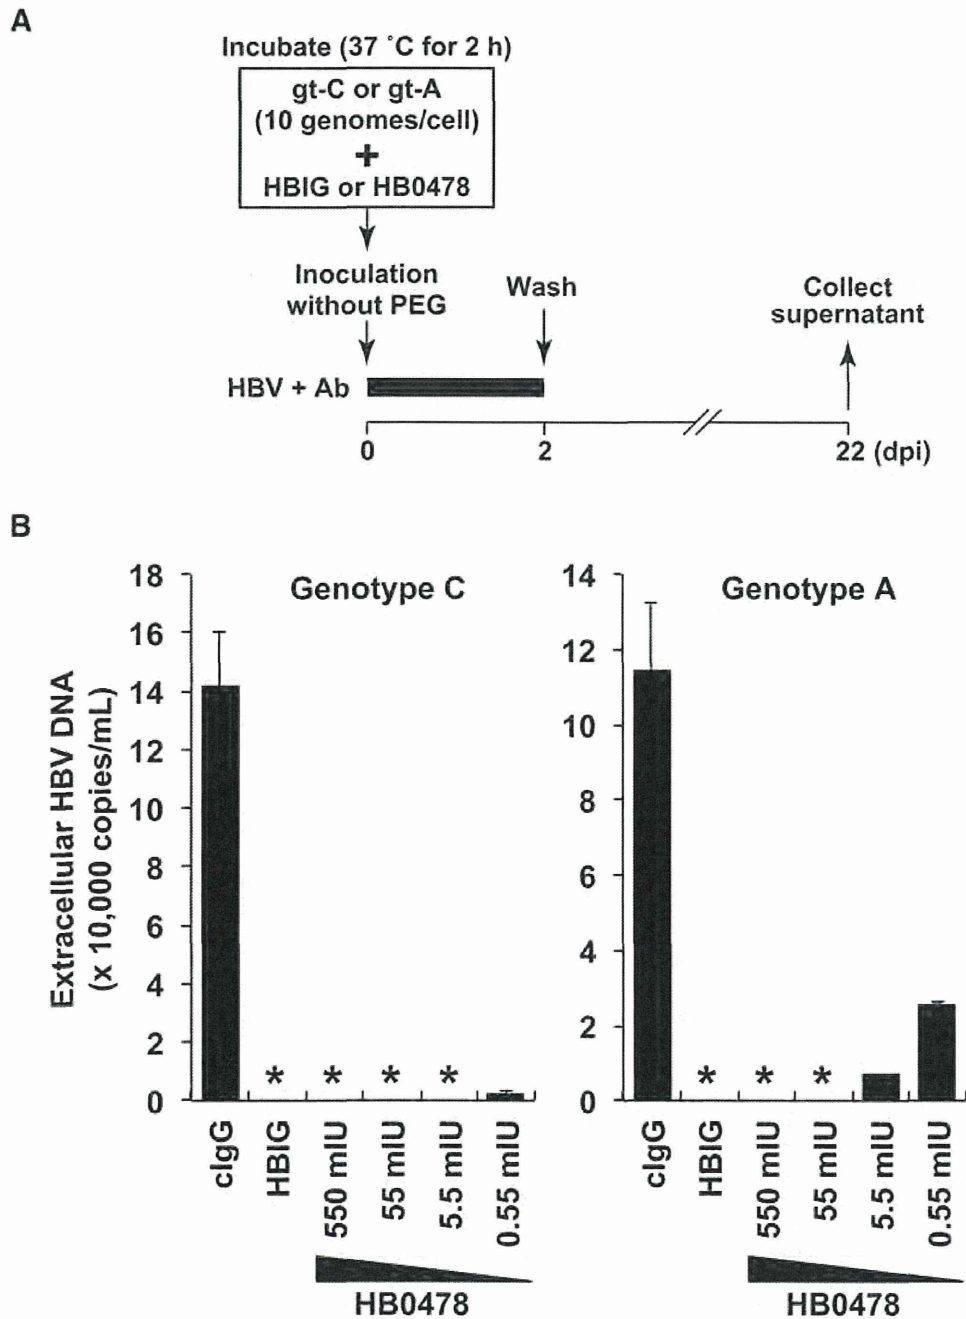 A
Incubate (37 °C for 2 h)
gt-C or gt-A
(10 genomes/cell)
+
HBIG or HB0478
Inoculation
without PEG
Wash
Collect
supernatant
HBV + Ab
0
2
22 (dpi)
B
Extracellular HBV DNA
(x 10,000 copies/mL)
Genotype C
18
16
14
12
10
8
6
4
2
0
* * * *
cIgG
HBIG
550 mIU
55 mIU
5.5 mIU
0.55 mIU
HB0478
Genotype A
14
12
10
8
6
4
2
0
* * *
cIgG
HBIG
550 mIU
55 mIU
5.5 mIU
0.55 mIU
HB0478